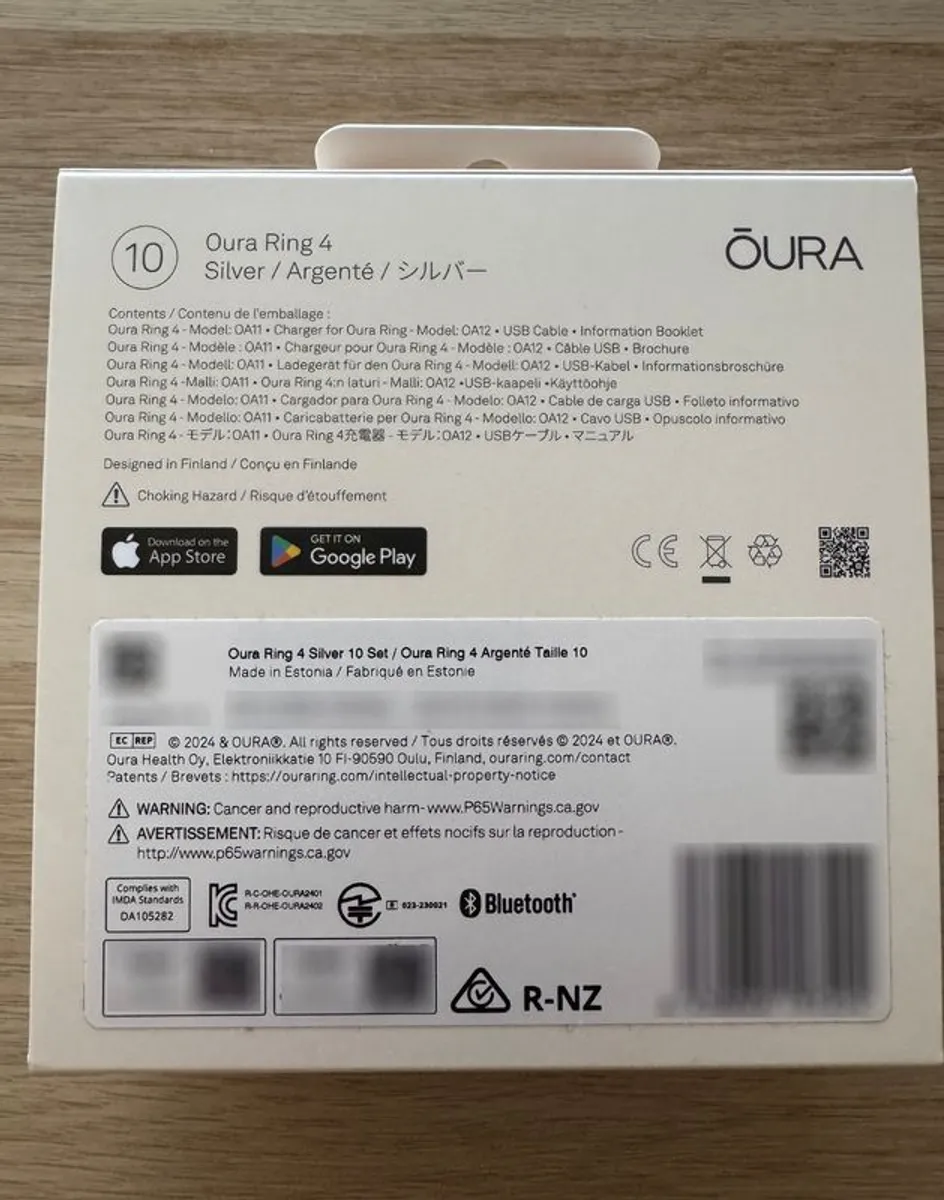 10
Oura Ring 4
Silver / Argenté / シルバー
ŌURA
Contents / Contenu de l'emballage :
Oura Ring 4 - Model: OA11 • Charger for Oura Ring - Model: OA12 • USB Cable • Information Booklet
Oura Ring 4 - Modèle : OA11 • Chargeur pour Oura Ring 4 - Modèle : OA12 • Câble USB • Brochure
Oura Ring 4 - Modell: OA11 • Ladegerät für den Oura Ring 4 - Modell: OA12 • USB-Kabel • Informationsbroschüre
Oura Ring 4 -Malli: OA11 • Oura Ring 4:n laturi - Malli: OA12 •USB-kaapeli •Käyttöohje
Oura Ring 4 - Modelo: OA11 • Cargador para Oura Ring 4 - Modelo: OA12 • Cable de carga USB • Folleto informativo
Oura Ring 4 - Modello: OA11 • Caricabatterie per Oura Ring 4 - Modello: OA12 • Cavo USB • Opuscolo informativo
Oura Ring 4 - モデル：OA11 • Oura Ring 4充電器 - モデル：OA12 • USBケーブル • マニュアル
Designed in Finland / Conçu en Finlande
Choking Hazard / Risque d'étouffement
Download on the
App Store
GET IT ON
Google Play
CE
Oura Ring 4 Silver 10 Set / Oura Ring 4 Argenté Taille 10
Made in Estonia / Fabriqué en Estonie
EC REP © 2024 & OURA®. All rights reserved / Tous droits réservés © 2024 et OURA®.
Oura Health Oy, Elektroniikkatie 10 FI-90590 Oulu, Finland, ouraring.com/contact
Patents / Brevets : https://ouraring.com/intellectual-property-notice
WARNING: Cancer and reproductive harm-www.P65Warnings.ca.gov
AVERTISSEMENT: Risque de cancer et effets nocifs sur la reproduction -
http://www.p65warnings.ca.gov
Complies with
IMDA Standards
DA105282
R-C-OHE-OURA2401
R-R-OHE-OURA2402
R 023-230021
Bluetooth®
R-NZ